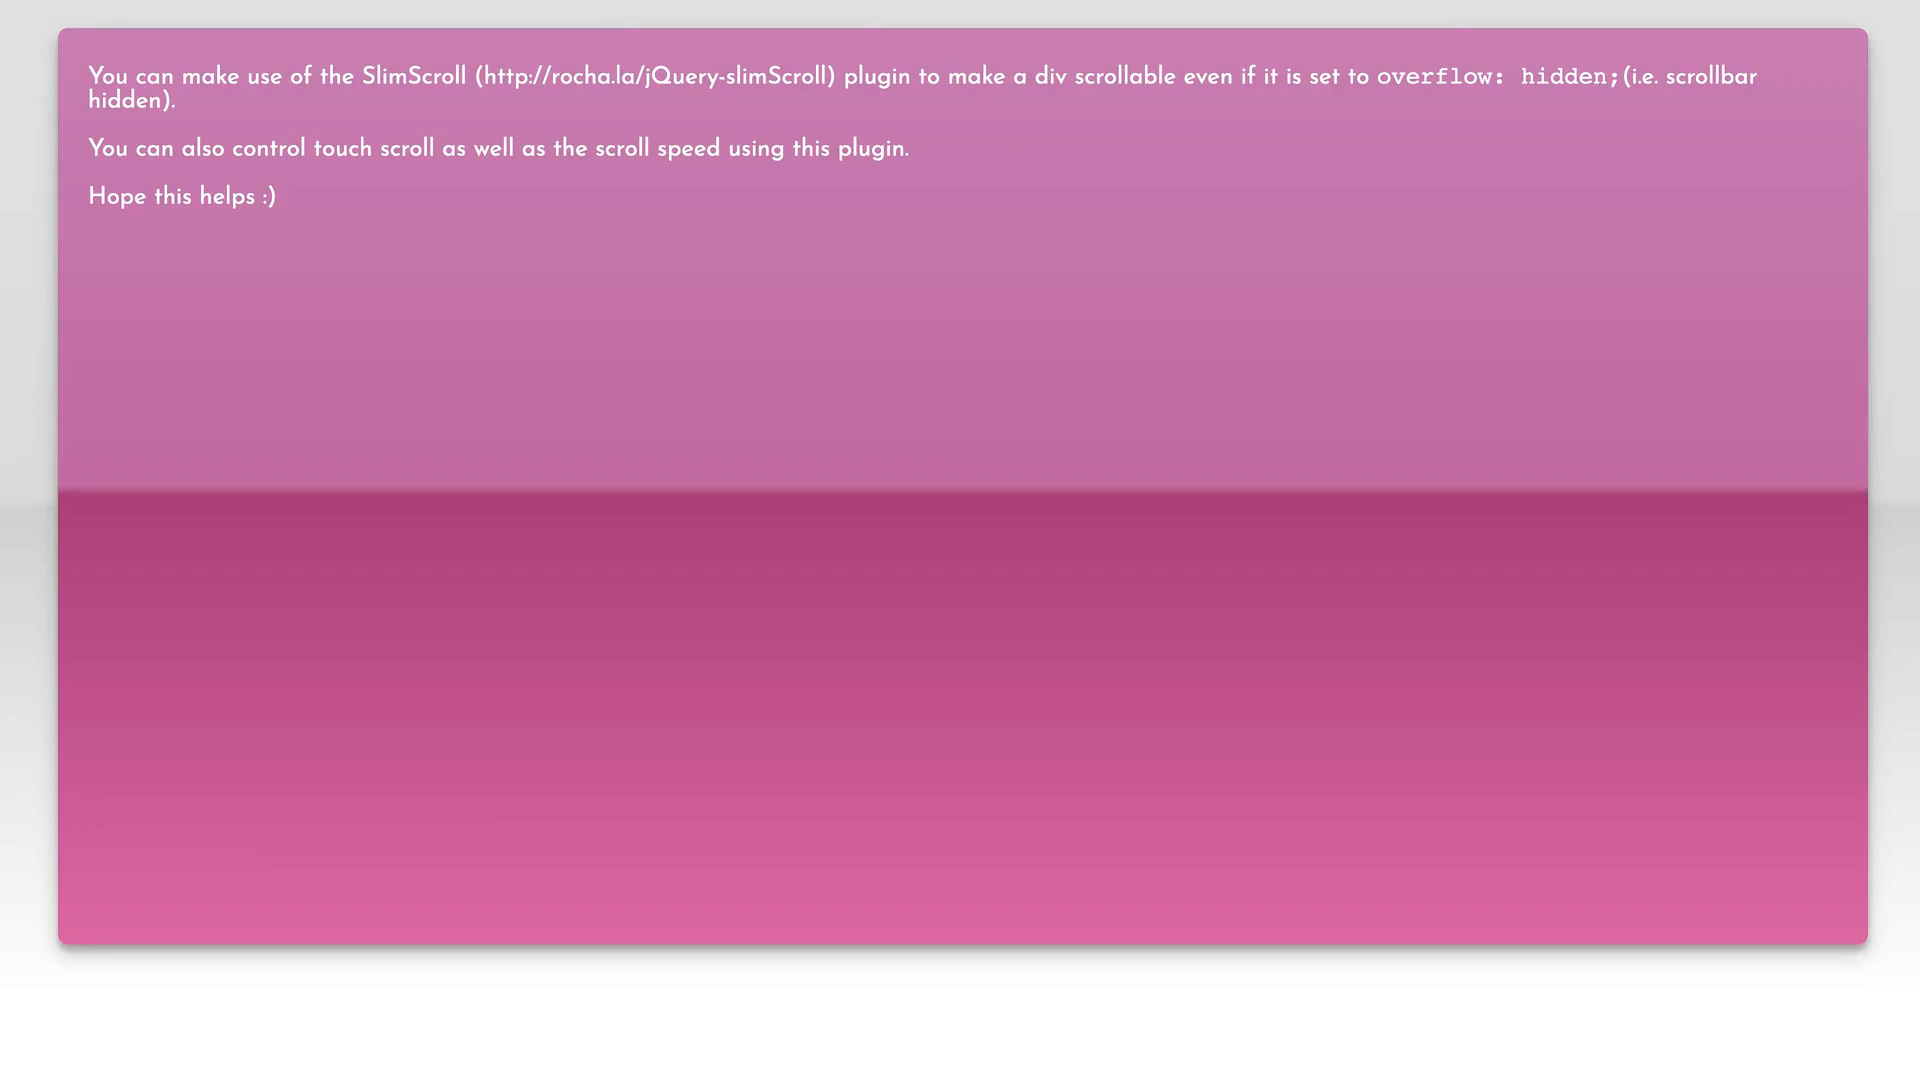 You can make use of the SlimScroll (http://rocha.la/jQuery-slimScroll) plugin to make a div scrollable even if it is set to overflow: hidden;(i.e. scrollbar
hidden).
You can also control touch scroll as well as the scroll speed using this plugin.
Hope this helps :)